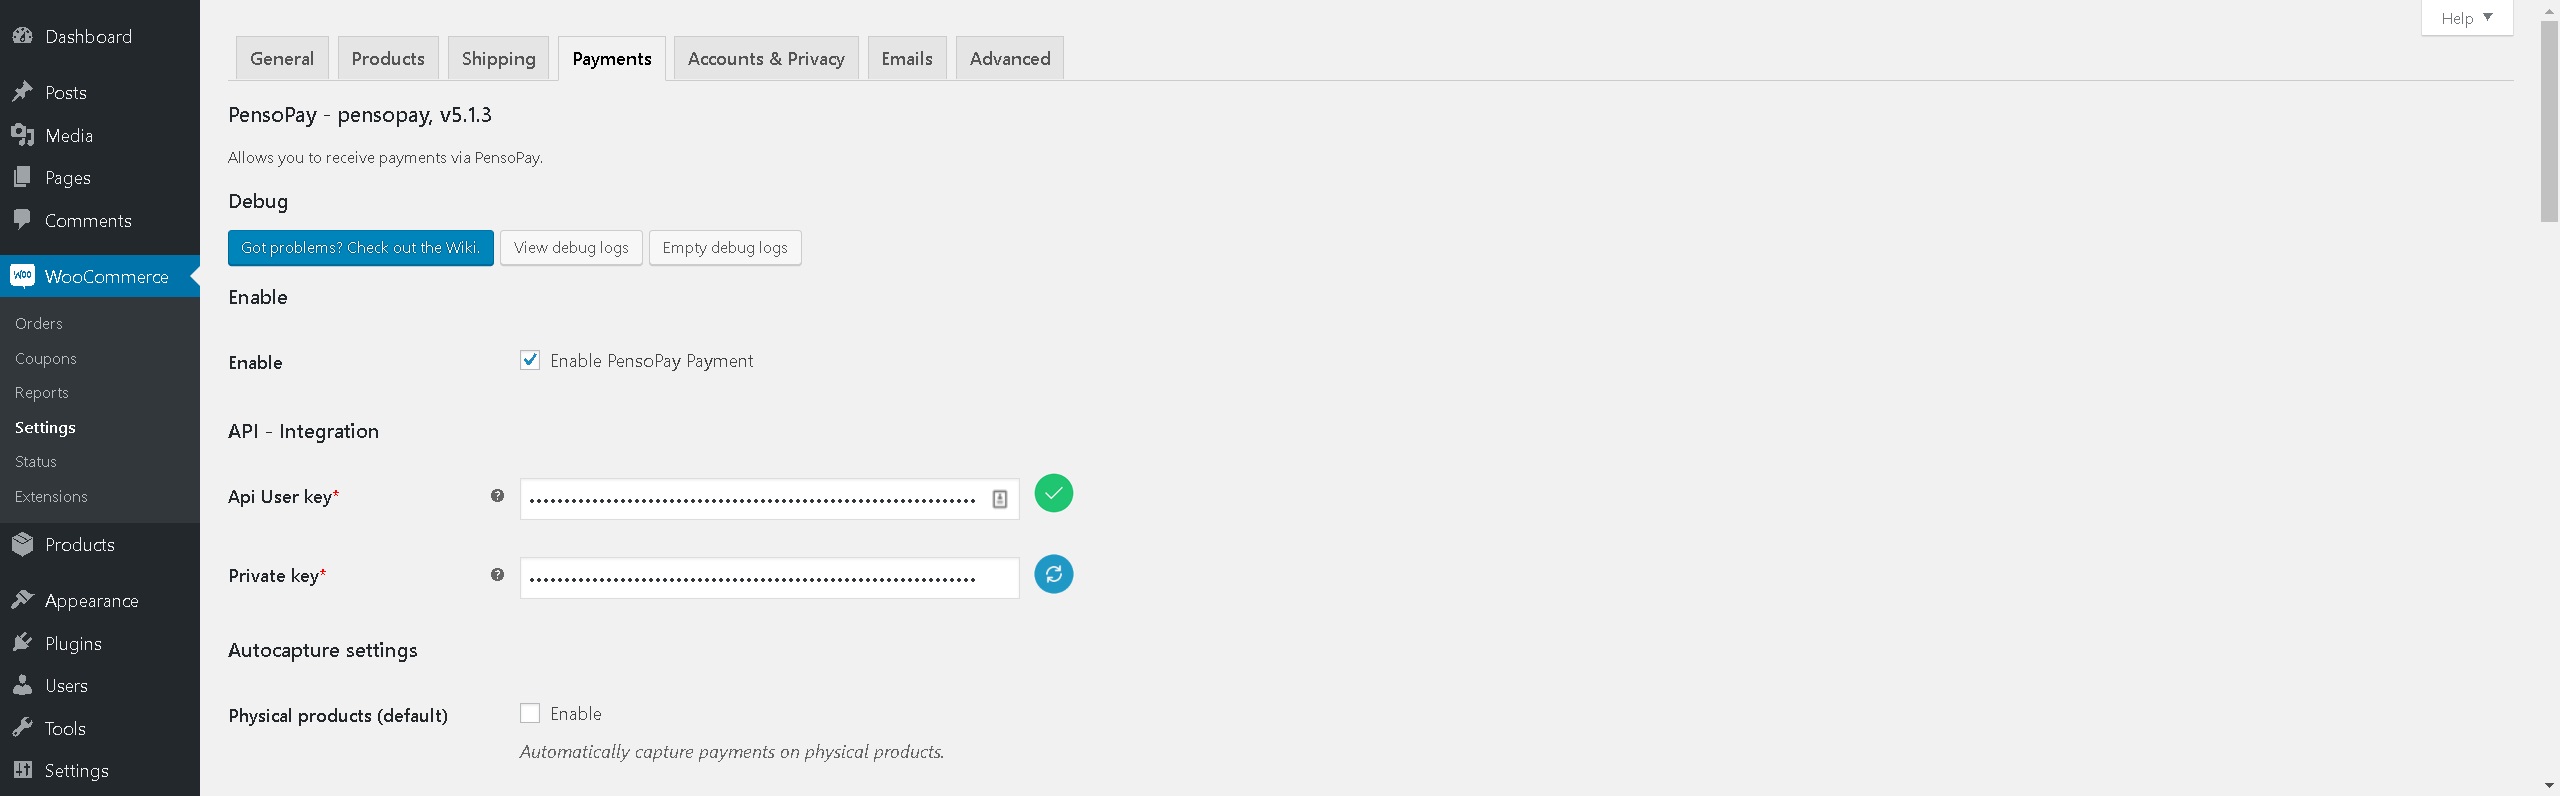 Dashboard
Posts
Media
Pages
Comments
Woo WooCommerce
Orders
Coupons
Reports
Settings
Status
Extensions
Products
Appearance
Plugins
Users
Tools
Settings
Help ▼
General Products Shipping Payments Accounts & Privacy Emails Advanced
PensoPay - pensopay, v5.1.3
Allows you to receive payments via PensoPay.
Debug
Got problems? Check out the Wiki. View debug logs Empty debug logs
Enable
Enable Enable PensoPay Payment
API - Integration
Api User key*
Private key*
Autocapture settings
Physical products (default) Enable
Automatically capture payments on physical products.